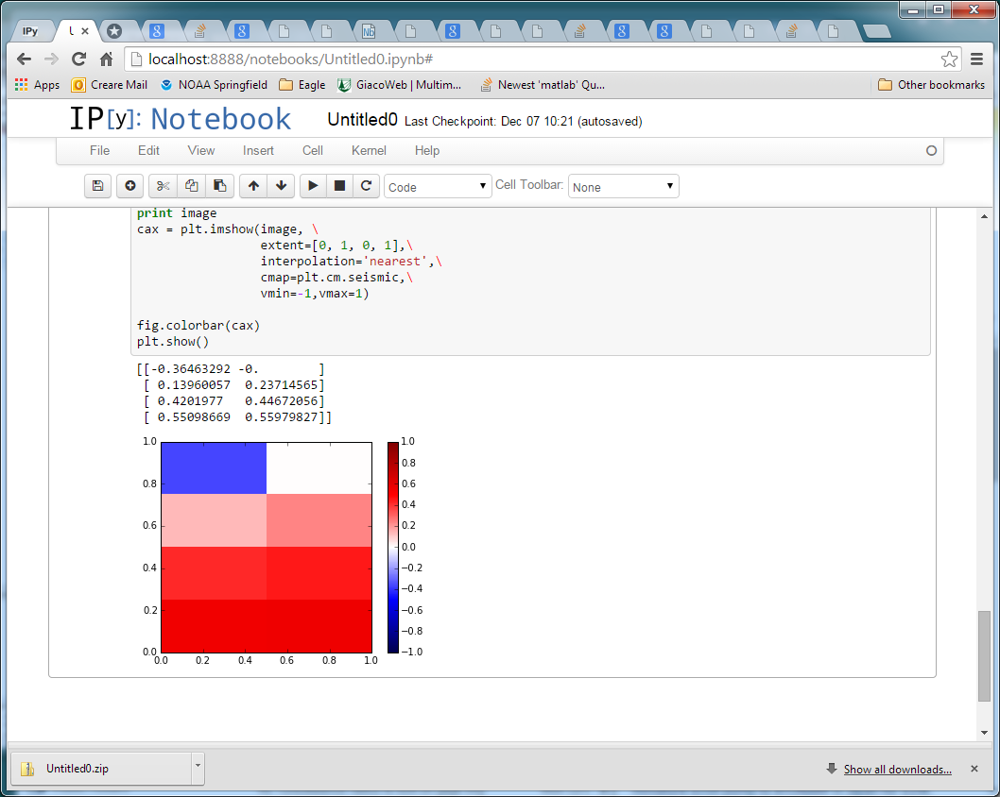 IPy
localhost:8888/notebooks/Untitled0.ipynb#
Apps Creare Mail NOAA Springfield Eagle GiacoWeb | Multim... Newest 'matlab' Qu... Other bookmarks
IP[y]: Notebook Untitled0 Last Checkpoint: Dec 07 10:21 (autosaved)
File Edit View Insert Cell Kernel Help
Code Cell Toolbar: None
print image
cax = plt.imshow(image, \
extent=[0, 1, 0, 1],\
interpolation='nearest',\
cmap=plt.cm.seismic,\
vmin=-1,vmax=1)
fig.colorbar(cax)
plt.show()
[[-0.36463292 -0.        ]
[ 0.13960057  0.23714565]
[ 0.4201977   0.44672056]
[ 0.55098669  0.55979827]]
1.0 1.0
0.8
0.8
0.6
0.6 0.4
0.2
0.4 0.0
−0.2
−0.4
0.2 −0.6
−0.8
0.0 −1.0
0.0 0.2 0.4 0.6 0.8 1.0
Untitled0.zip Show all downloads...